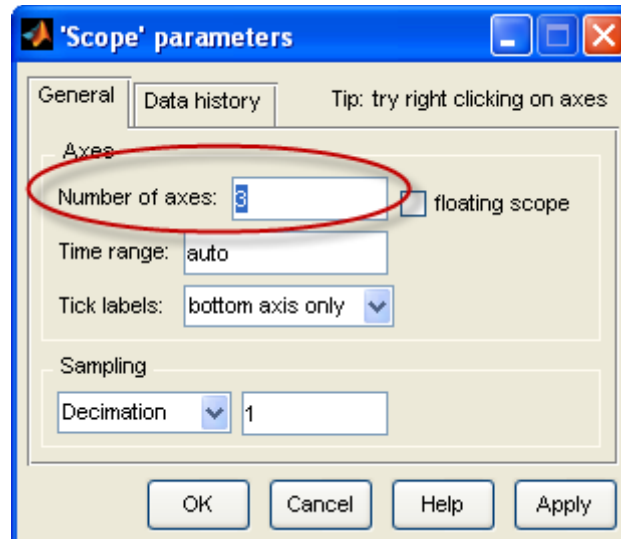 'Scope' parameters
General Data history Tip: try right clicking on axes
Axes
Number of axes: 3 floating scope
Time range: auto
Tick labels: bottom axis only
Sampling
Decimation 1
OK Cancel Help Apply